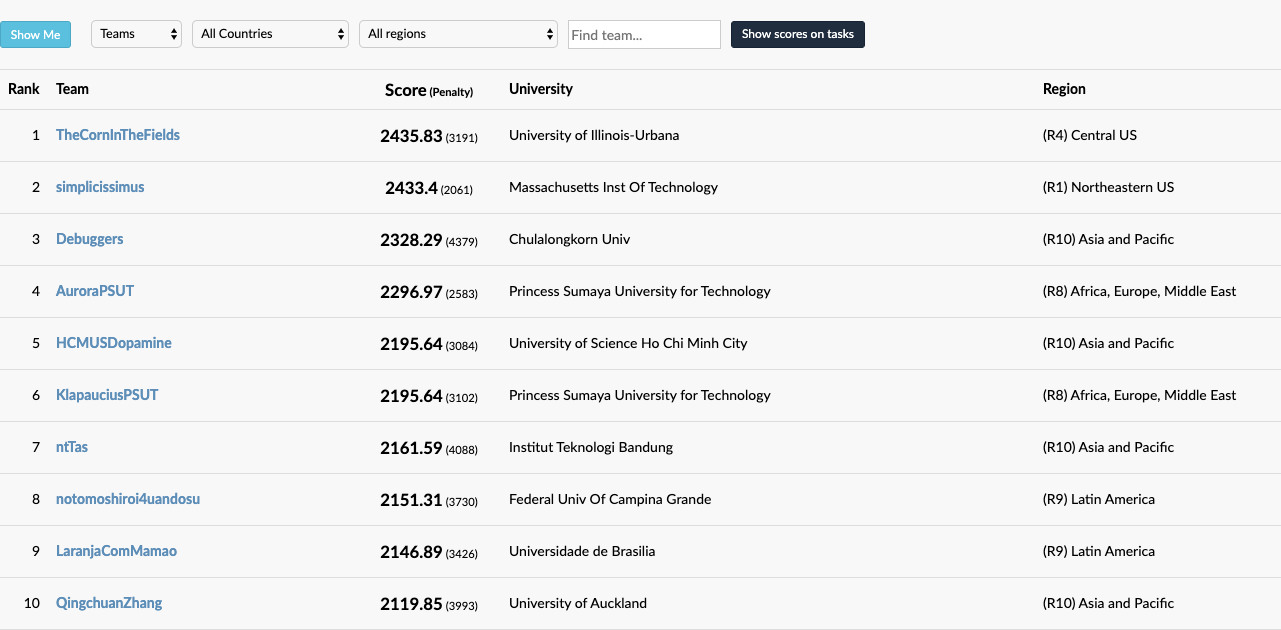 Show Me Teams All Countries All regions Find team... Show scores on tasks
Rank Team Score (Penalty) University Region
1 TheCornInTheFields 2435.83 (3191) University of Illinois-Urbana (R4) Central US
2 simplicissimus 2433.4 (2061) Massachusetts Inst Of Technology (R1) Northeastern US
3 Debuggers 2328.29 (4379) Chulalongkorn Univ (R10) Asia and Pacific
4 AuroraPSUT 2296.97 (2583) Princess Sumaya University for Technology (R8) Africa, Europe, Middle East
5 HCMUSDopamine 2195.64 (3084) University of Science Ho Chi Minh City (R10) Asia and Pacific
6 KlapauciusPSUT 2195.64 (3102) Princess Sumaya University for Technology (R8) Africa, Europe, Middle East
7 ntTas 2161.59 (4088) Institut Teknologi Bandung (R10) Asia and Pacific
8 notomoshiroi4uandosu 2151.31 (3730) Federal Univ Of Campina Grande (R9) Latin America
9 LaranjaComMamao 2146.89 (3426) Universidade de Brasilia (R9) Latin America
10 QingchuanZhang 2119.85 (3993) University of Auckland (R10) Asia and Pacific